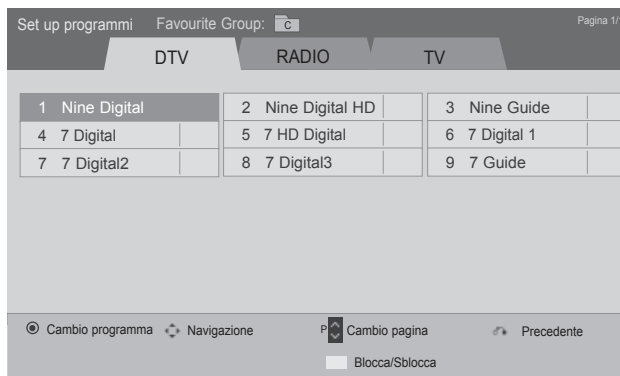 Set up programmi Favourite Group: C Pagina 1/1
DTV RADIO TV
1 Nine Digital 2 Nine Digital HD 3 Nine Guide
4 7 Digital 5 7 HD Digital 6 7 Digital 1
7 7 Digital2 8 7 Digital3 9 7 Guide
Cambio programma Navigazione P Cambio pagina Precedente
Blocca/Sblocca